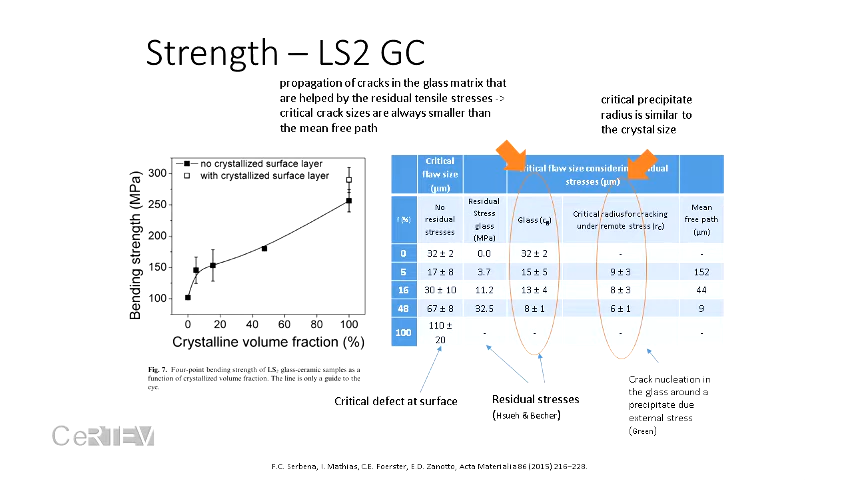 Strength – LS2 GC
propagation of cracks in the glass matrix that
are helped by the residual tensile stresses ->
critical crack sizes are always smaller than
the mean free path
critical precipitate
radius is similar to
the crystal size
no crystallized surface layer
with crystallized surface layer
Bending strength (MPa)
300
250
200
150
100
0 20 40 60 80 100
Crystalline volume fraction (%)
Fig. 7. Four-point bending strength of LS2 glass-ceramic samples as a
function of crystallized volume fraction. The line is only a guide to the
eye.
Critical
flaw size
(μm)
critical flaw size considering residual
stresses (μm)
f (%)
No
residual
stresses
Residual
Stress
glass
(MPa)
Glass (cg)
Critical radius for cracking
under remote stress (rc)
Mean
free path
(μm)
0 32 ± 2 0.0 32 ± 2 - -
6 17 ± 8 3.7 15 ± 5 9 ± 3 152
16 30 ± 10 11.2 13 ± 4 8 ± 3 44
48 67 ± 8 32.5 8 ± 1 6 ± 1 9
100 110 ±
20 - - - -
Critical defect at surface
Residual stresses
(Hsueh & Becher)
Crack nucleation in
the glass around a
precipitate due
external stress
(Green)
CeRTEV
F.C. Serbena, I. Mathias, C.E. Foerster, E.D. Zanotto, Acta Materialia 86 (2015) 216–228.